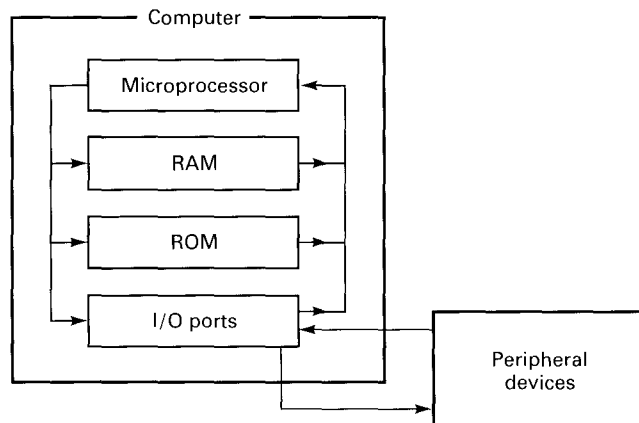 Computer
Microprocessor
RAM
ROM
I/O ports
Peripheral
devices